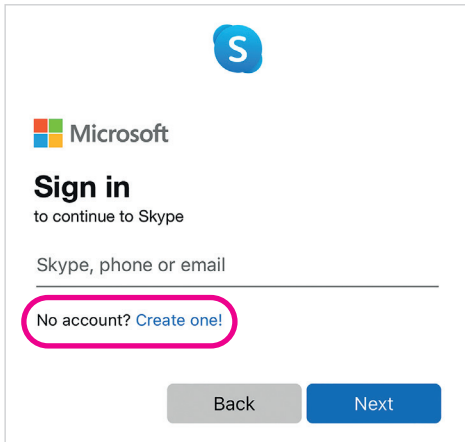 S
Microsoft
Sign in
to continue to Skype
Skype, phone or email
No account? Create one!
Back Next